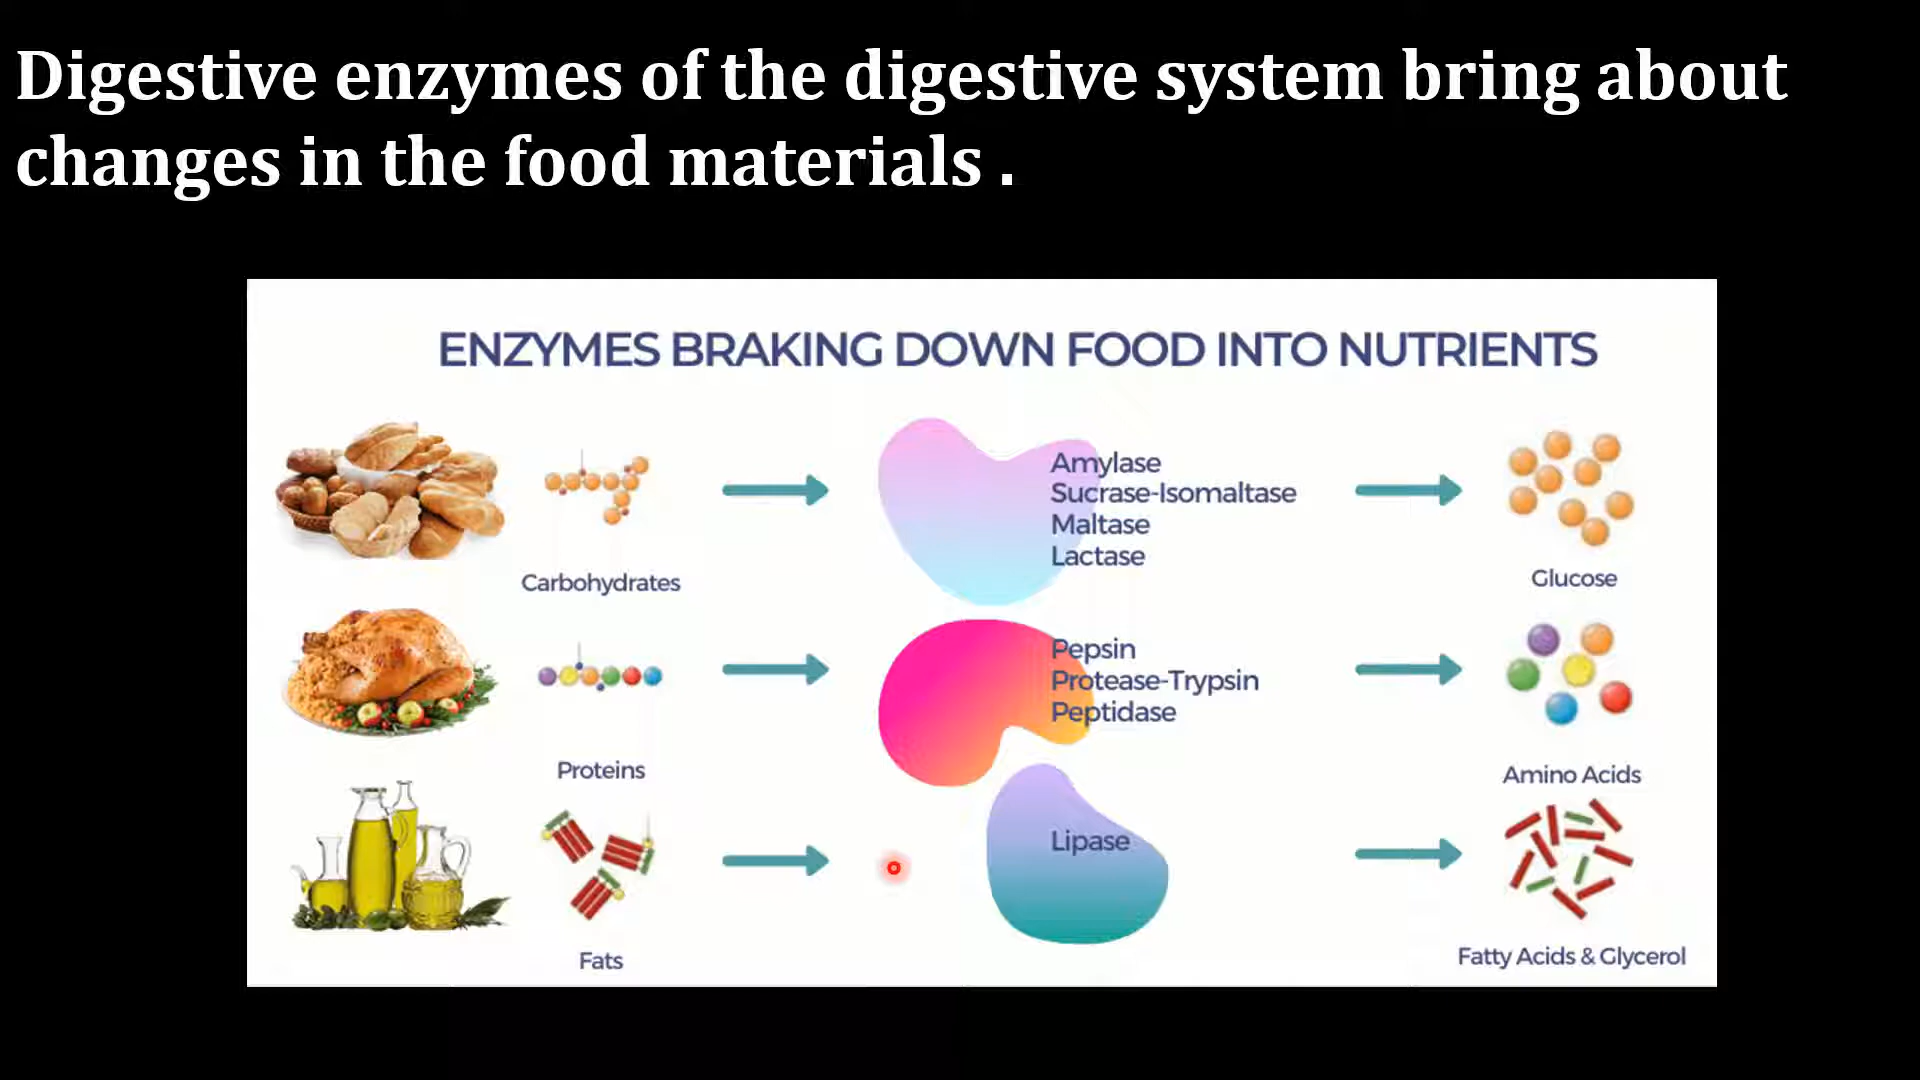 Digestive enzymes of the digestive system bring about
changes in the food materials .
ENZYMES BRAKING DOWN FOOD INTO NUTRIENTS
Carbohydrates
Amylase
Sucrase-Isomaltase
Maltase
Lactase
Glucose
Proteins
Pepsin
Protease-Trypsin
Peptidase
Amino Acids
Fats
Lipase
Fatty Acids & Glycerol